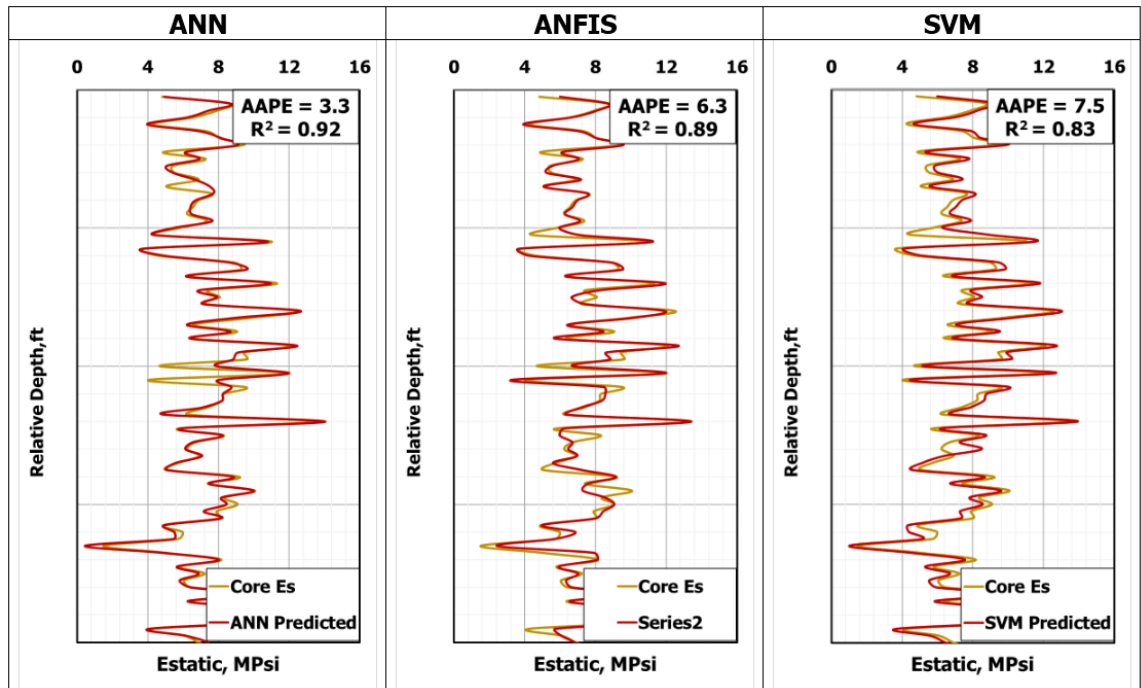 ANN
ANFIS
SVM
0 4 8 12 16
0 4 8 12 16
0 4 8 12 16
AAPE = 3.3
R² = 0.92
AAPE = 6.3
R² = 0.89
AAPE = 7.5
R² = 0.83
Relative Depth,ft
Relative Depth,ft
Relative Depth,ft
Core Es
ANN Predicted
Core Es
Series2
Core Es
SVM Predicted
Estatic, MPsi
Estatic, MPsi
Estatic, MPsi